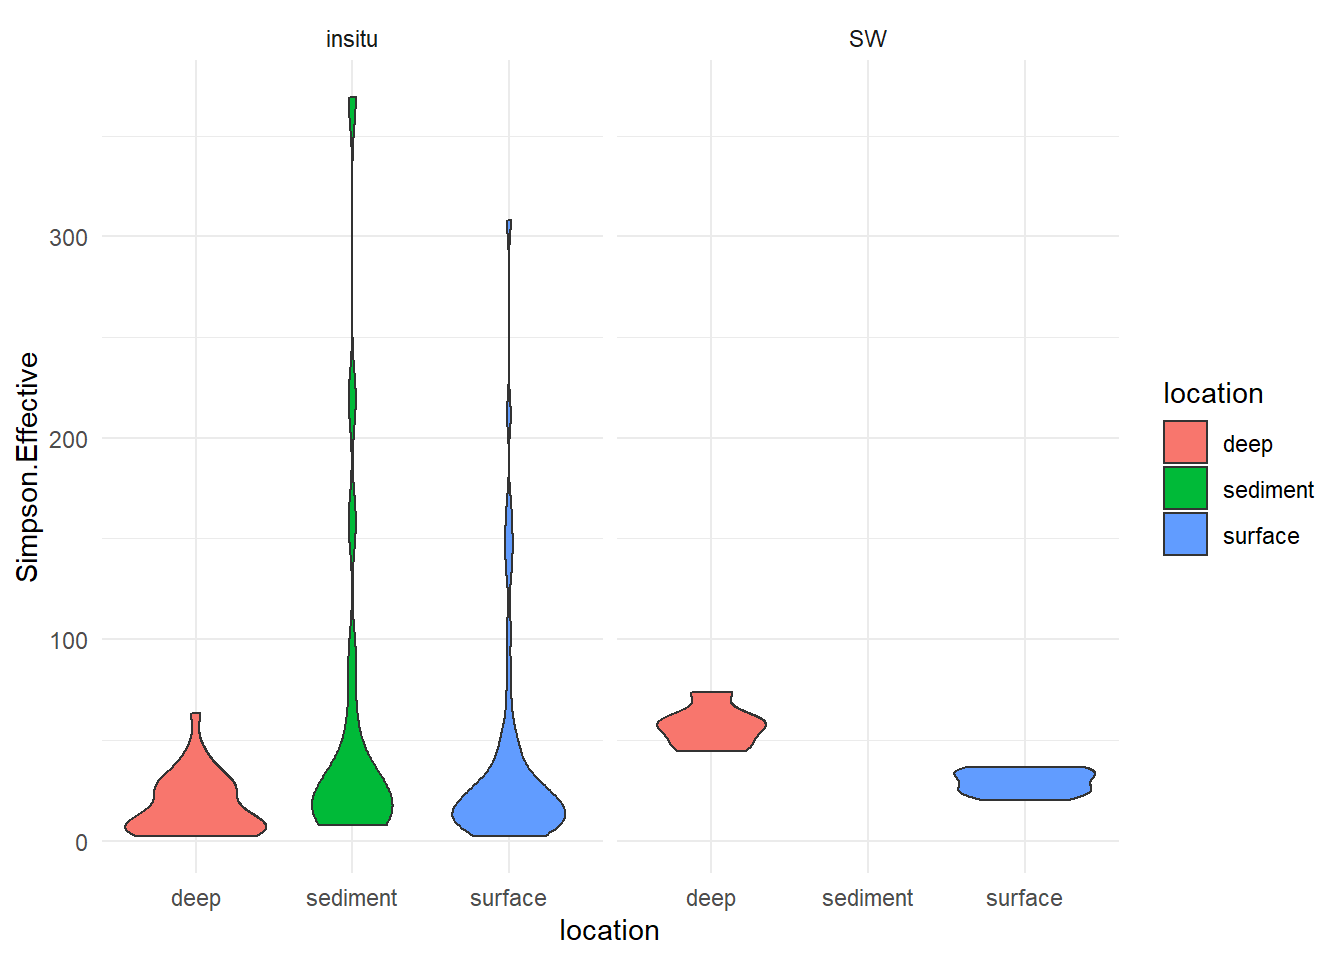 insitu
SW
300
200
100
0
Simpson.Effective
deep
sediment
surface
deep
sediment
surface
location
location
deep
sediment
surface